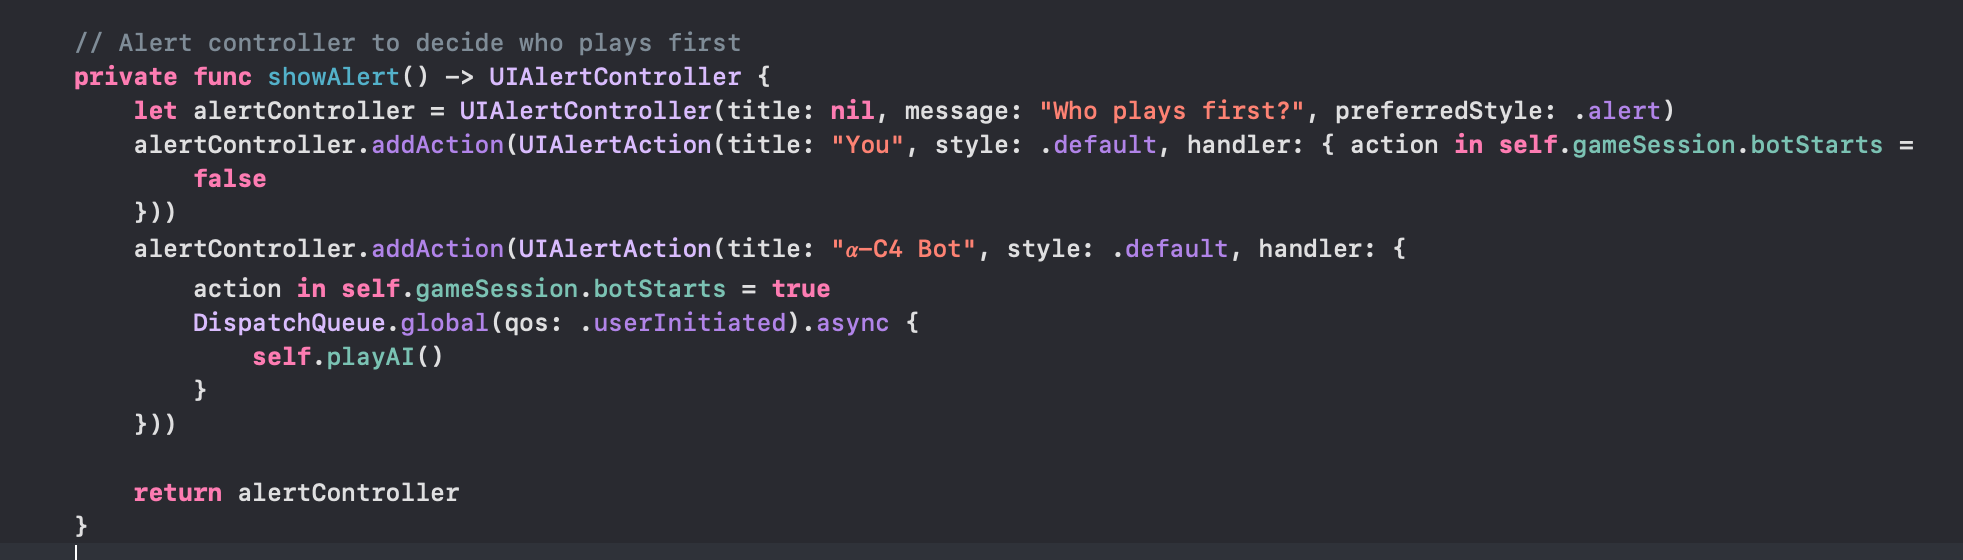 // Alert controller to decide who plays first
private func showAlert() -> UIAlertController {
let alertController = UIAlertController(title: nil, message: "Who plays first?", preferredStyle: .alert)
alertController.addAction(UIAlertAction(title: "You", style: .default, handler: { action in self.gameSession.botStarts =
false
}))
alertController.addAction(UIAlertAction(title: "𝛼-C4 Bot", style: .default, handler: {
action in self.gameSession.botStarts = true
DispatchQueue.global(qos: .userInitiated).async {
self.playAI()
}
}))
return alertController
}